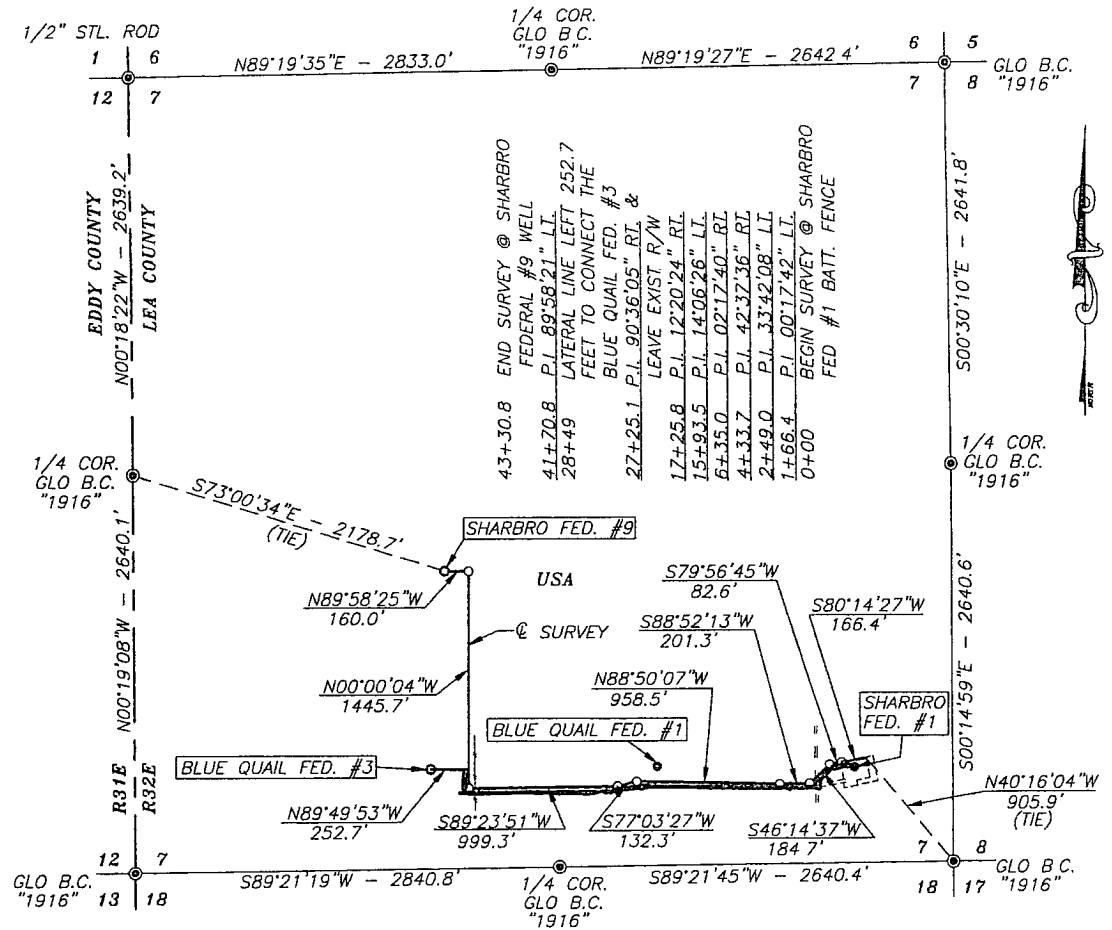 1/4 COR.
GLO B.C.
"1916"
1/2" STL. ROD
1 6
12 7
N89°19'35"E - 2833.0'
N89°19'27"E - 2642.4'
6 5
7 8
GLO B.C.
"1916"
EDDY COUNTY
LEA COUNTY
N00°18'22"W - 2639.2'
43+30.8 END SURVEY @ SHARBRO
FEDERAL #9 WELL
41+70.8 P.I. 89°58'21" LT.
28+49 LATERAL LINE LEFT 252.7
FEET TO CONNECT THE
BLUE QUAIL FED. #3
27+25.1 P.I. 90°36'05" RT. &
LEAVE EXIST R/W
17+25.8 P.I. 12°20'24" RT.
15+93.5 P.I. 14°06'26" LT.
6+35.0 P.I. 02°17'40" RT.
4+33.7 P.I. 42°37'36" RT.
2+49.0 P.I. 33°42'08" LT.
1+66.4 P.I 00°17'42" LT.
0+00 BEGIN SURVEY @ SHARBRO
FED #1 BATT. FENCE
S00°30'10"E - 2641.8'
1/4 COR.
GLO B.C.
"1916"
1/4 COR.
GLO B.C.
"1916"
S73°00'34"E - 2178.7'
(TIE)
SHARBRO FED. #9
USA
N89°58'25"W
160.0'
℄ SURVEY
N00°00'04"W
1445.7'
S79°56'45"W
82.6'
S80°14'27"W
166.4'
S88°52'13"W
201.3'
N88°50'07"W
958.5'
SHARBRO
FED. #1
BLUE QUAIL FED. #1
BLUE QUAIL FED. #3
N89°49'53"W
252.7'
S89°23'51"W
999.3'
S77°03'27"W
132.3'
S46°14'37"W
184.7'
N40°16'04"W
905.9'
(TIE)
N00°19'08"W - 2640.1'
R31E
R32E
S00°14'59"E - 2640.6'
12 7
13 18
GLO B.C.
"1916"
S89°21'19"W - 2840.8'
1/4 COR.
GLO B.C.
"1916"
S89°21'45"W - 2640.4'
7 8
18 17
GLO B.C.
"1916"